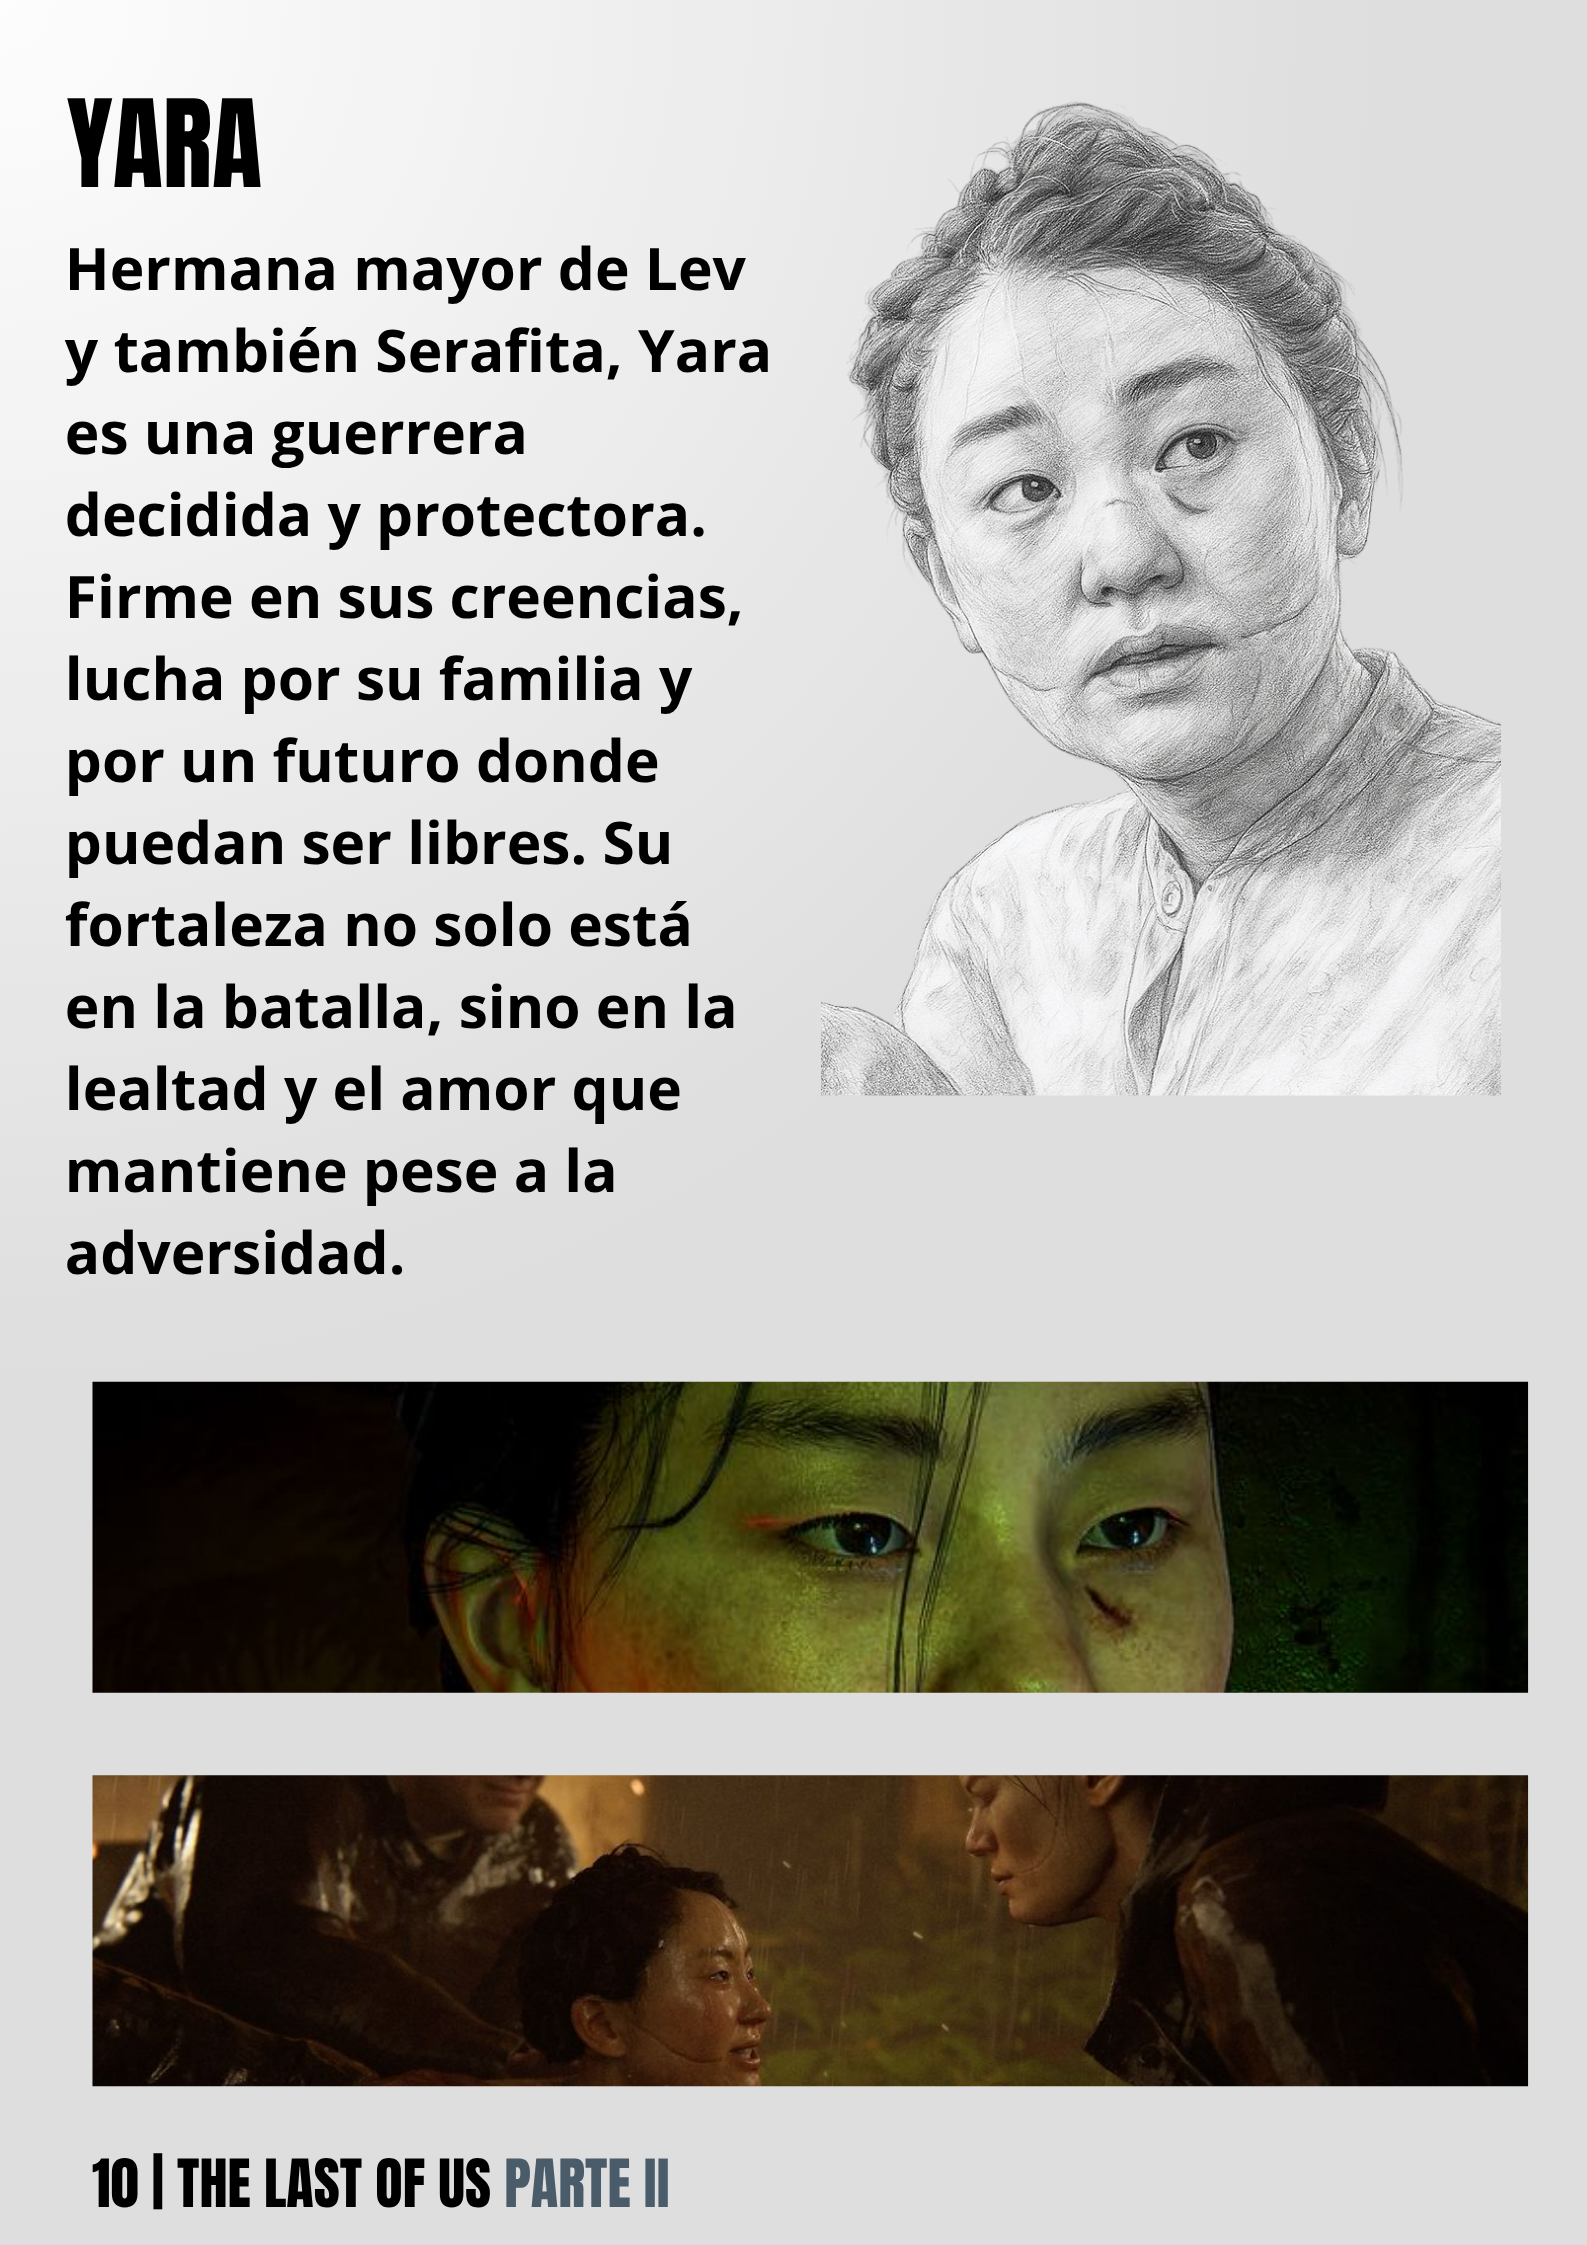 YARA
Hermana mayor de Lev
y también Serafita, Yara
es una guerrera
decidida y protectora.
Firme en sus creencias,
lucha por su familia y
por un futuro donde
puedan ser libres. Su
fortaleza no solo está
en la batalla, sino en la
lealtad y el amor que
mantiene pese a la
adversidad.
10 | THE LAST OF US PARTE II